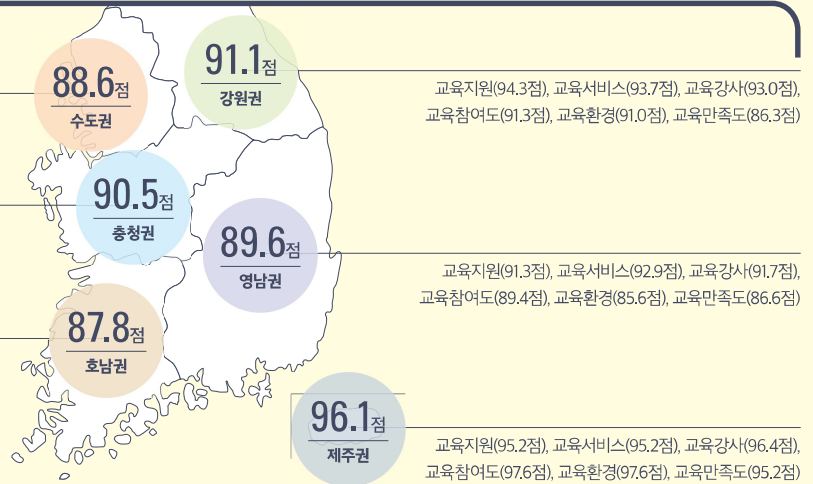 88.6점
수도권
91.1점
강원권
교육지원(94.3점), 교육서비스(93.7점), 교육강사(93.0점),
교육참여도(91.3점), 교육환경(91.0점), 교육만족도(86.3점)
90.5점
충청권
89.6점
영남권
교육지원(91.3점), 교육서비스(92.9점), 교육강사(91.7점),
교육참여도(89.4점), 교육환경(85.6점), 교육만족도(86.6점)
87.8점
호남권
96.1점
제주권
교육지원(95.2점), 교육서비스(95.2점), 교육강사(96.4점),
교육참여도(97.6점), 교육환경(97.6점), 교육만족도(95.2점)